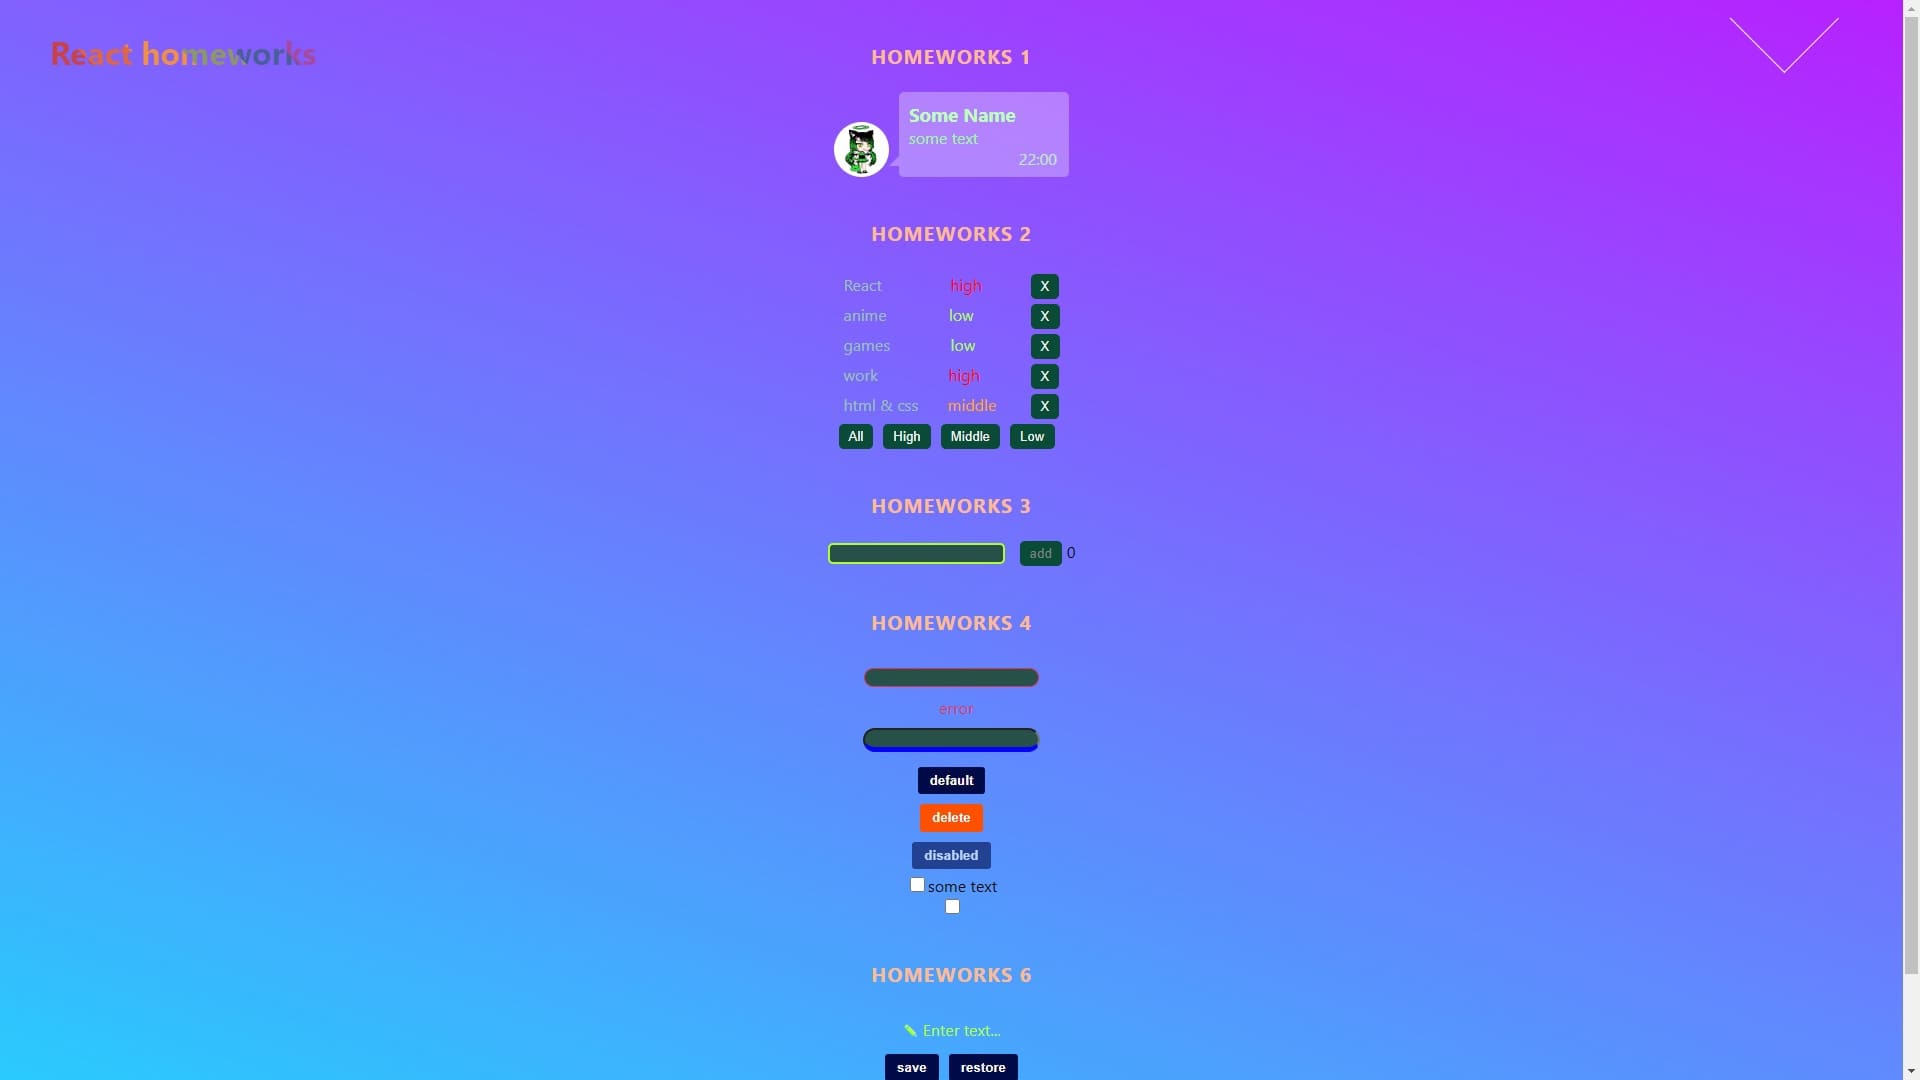 React homeworks
HOMEWORKS 1
Some Name
some text
22:00
HOMEWORKS 2
React high X
anime low X
games low X
work high X
html & css middle X
All High Middle Low
HOMEWORKS 3
add 0
HOMEWORKS 4
error
default
delete
disabled
some text
HOMEWORKS 6
Enter text...
save restore